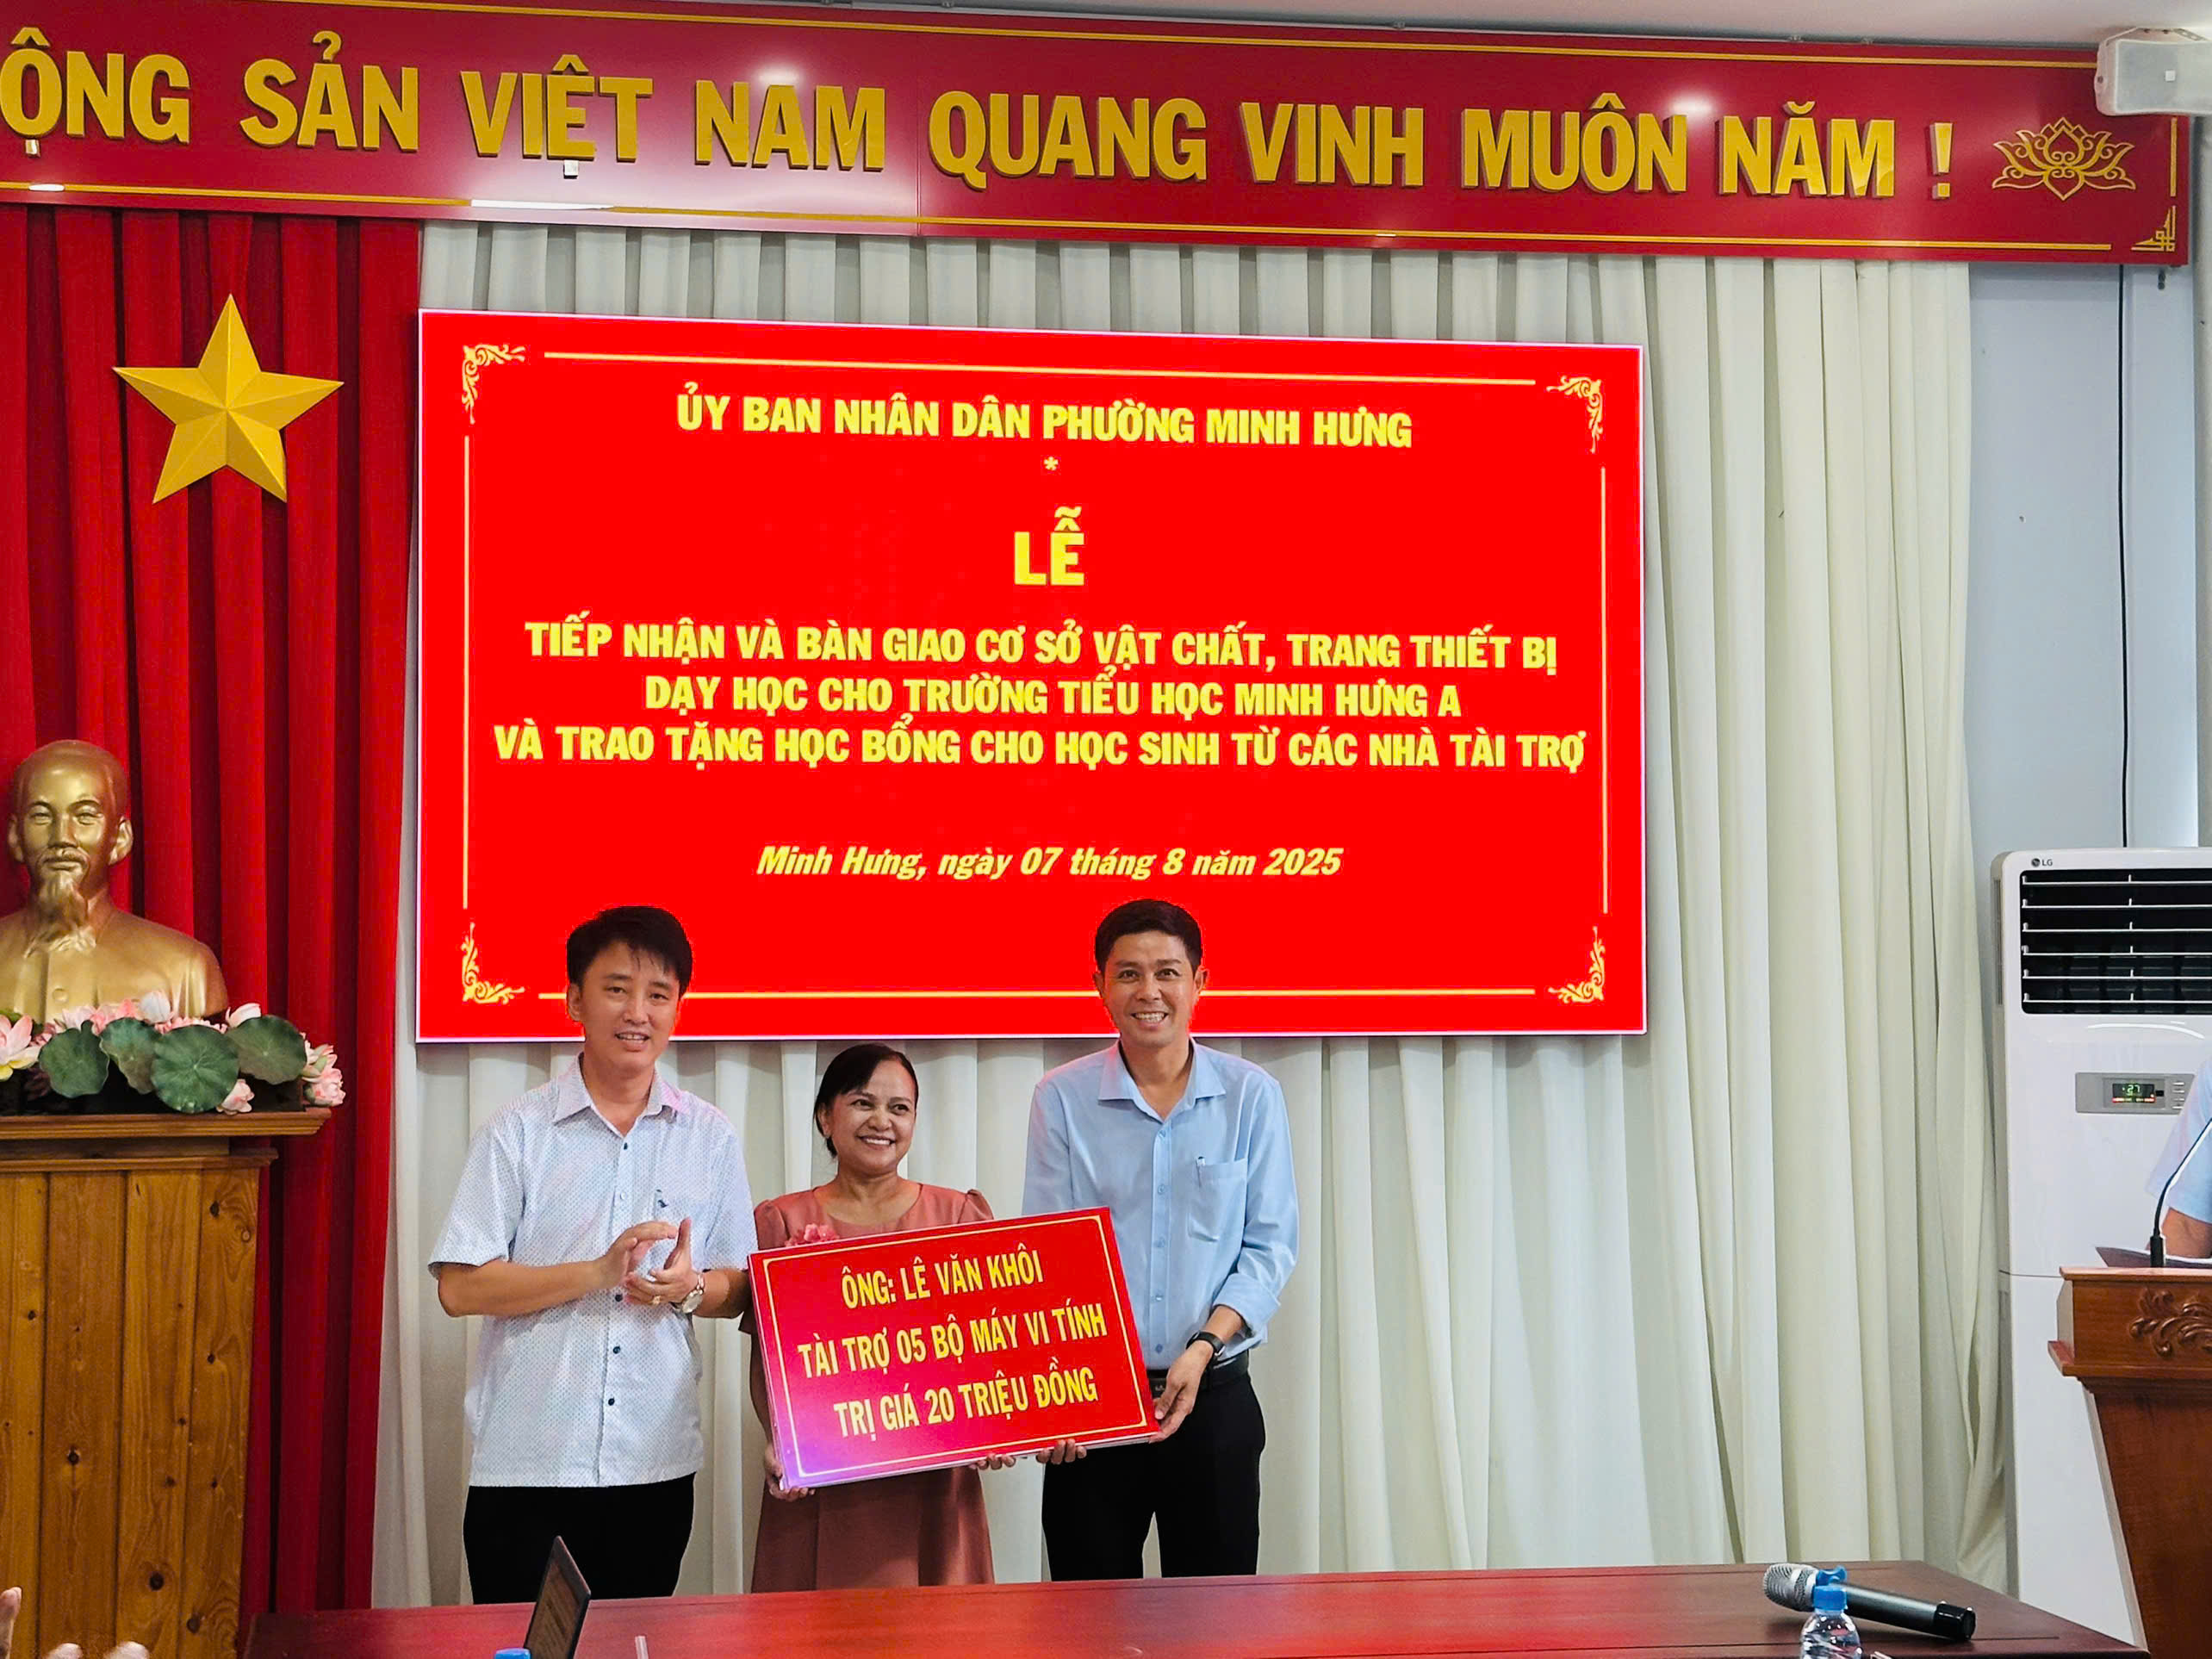 ỘNG SẢN VIỆT NAM QUANG VINH MUÔN NĂM !
ỦY BAN NHÂN DÂN PHƯỜNG MINH HƯNG
*
LỄ
TIẾP NHẬN VÀ BÀN GIAO CƠ SỞ VẬT CHẤT, TRANG THIẾT BỊ
DẠY HỌC CHO TRƯỜNG TIỂU HỌC MINH HƯNG A
VÀ TRAO TẶNG HỌC BỔNG CHO HỌC SINH TỪ CÁC NHÀ TÀI TRỢ
Minh Hưng, ngày 07 tháng 8 năm 2025
LG
27
ÔNG: LÊ VĂN KHÔI
TÀI TRỢ 05 BỘ MÁY VI TÍNH
TRỊ GIÁ 20 TRIỆU ĐỒNG